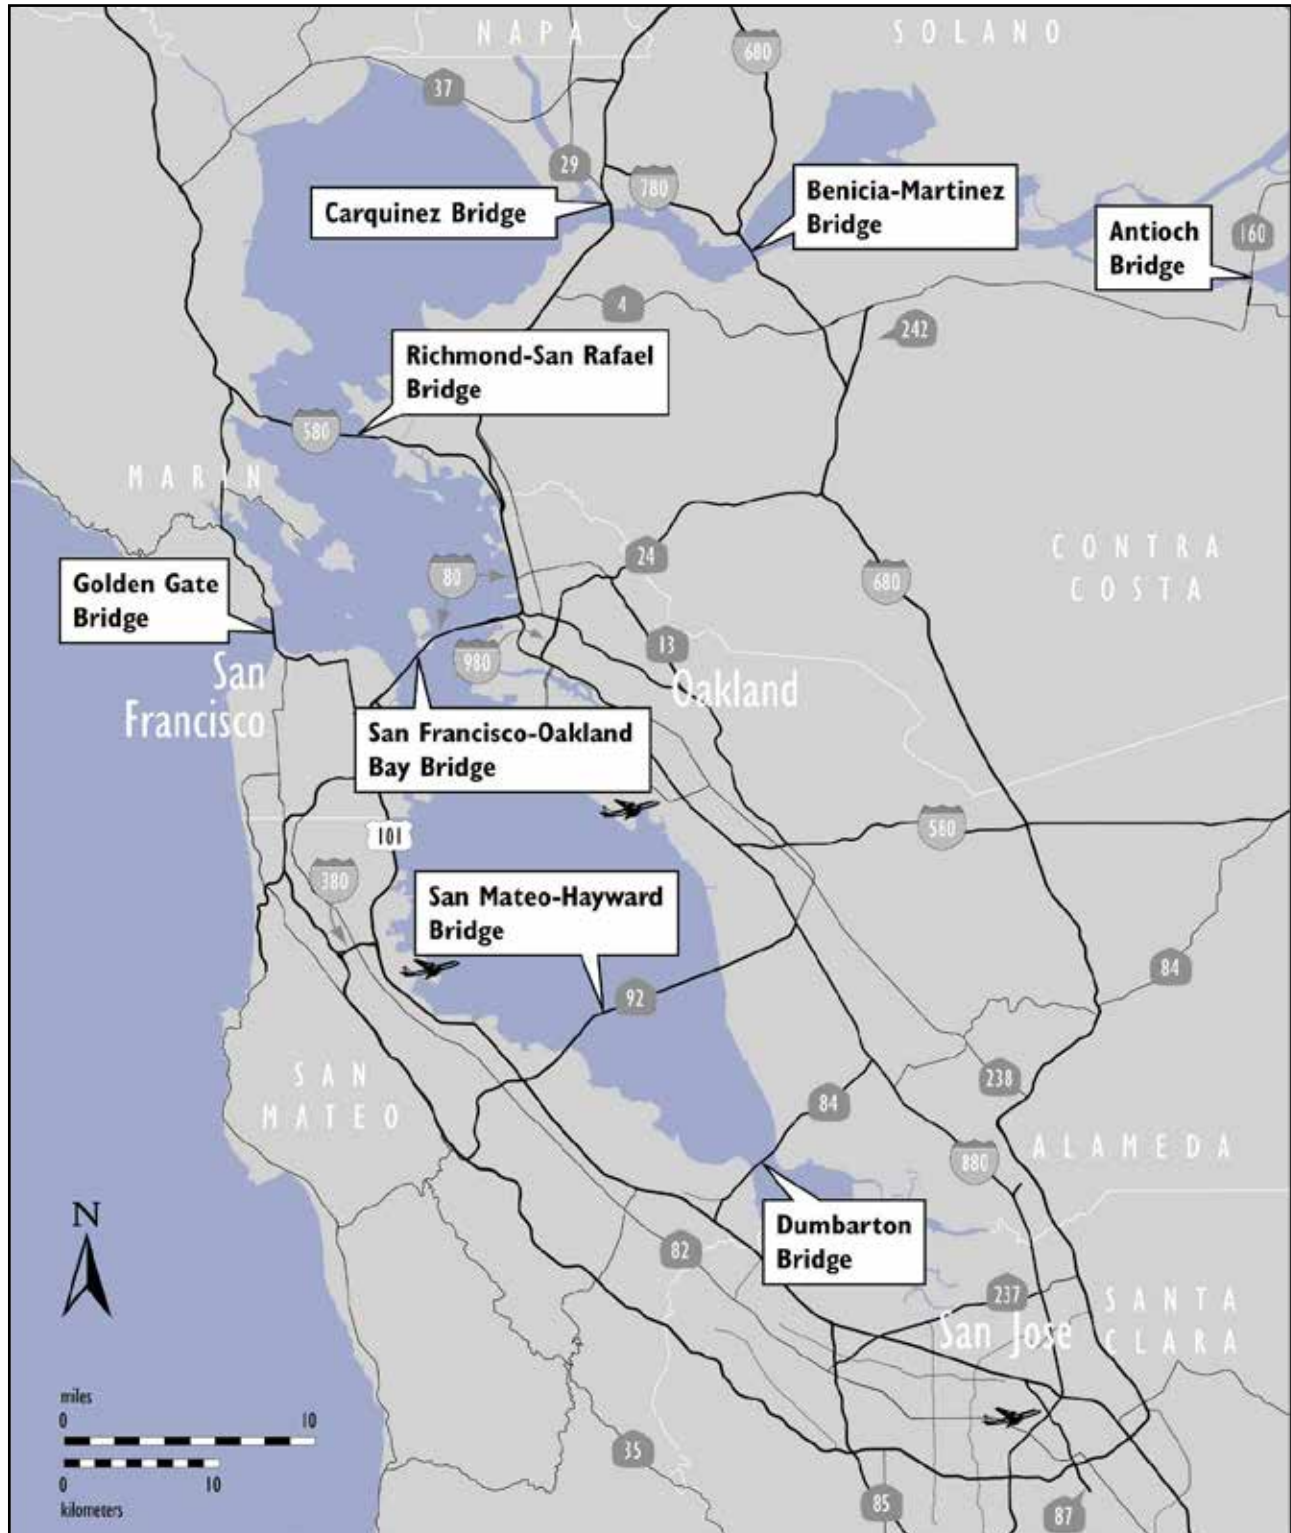 NAPA
SOLANO
680
37
29
780
Carquinez Bridge
Benicia-Martinez
Bridge
Antioch
Bridge
160
4
242
Richmond-San Rafael
Bridge
580
MARIN
24
80
680
CONTRA
COSTA
Golden Gate
Bridge
13
980
San
Francisco
Oakland
San Francisco-Oakland
Bay Bridge
101
580
380
San Mateo-Hayward
Bridge
92
84
SAN
MATEO
238
84
ALAMEDA
880
N
Dumbarton
Bridge
82
237
SANTA
CLARA
San Jose
miles
0 10
0 10
kilometers
35
85
87